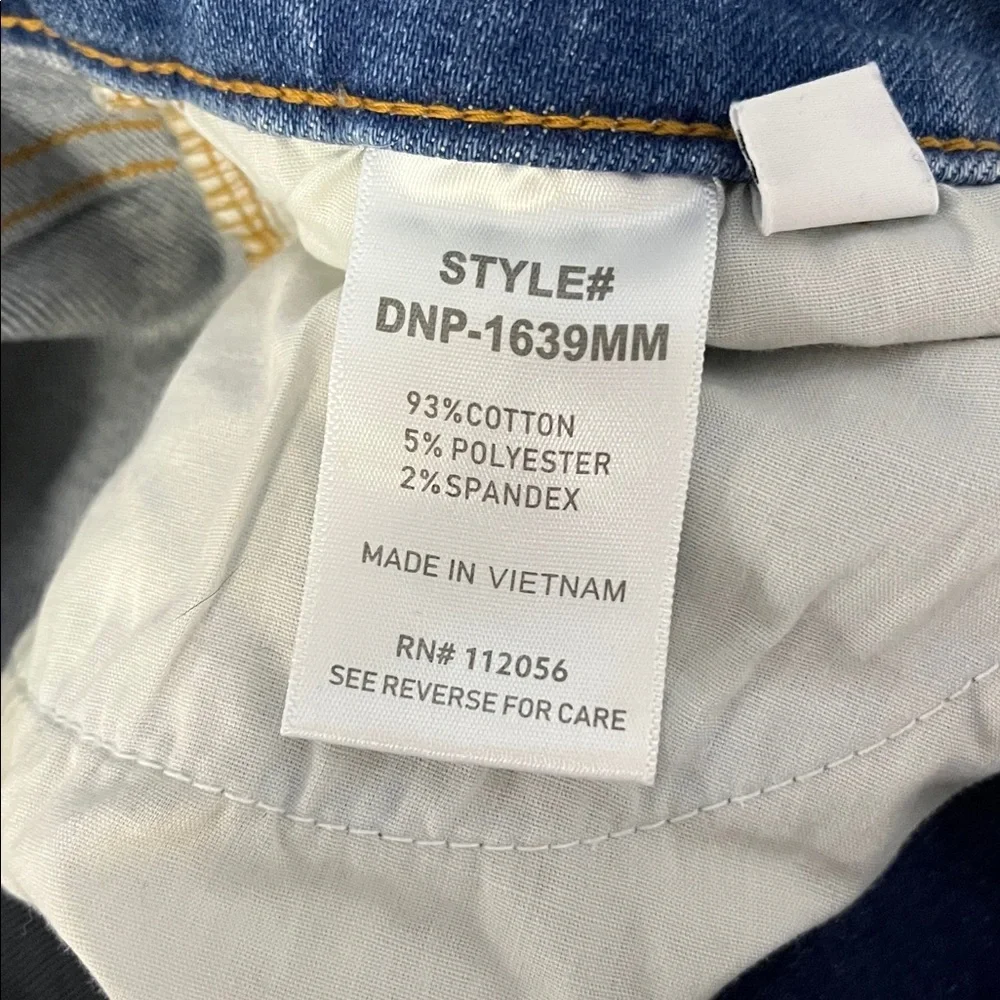 STYLE#
DNP-1639MM
93%COTTON
5% POLYESTER
2%SPANDEX
MADE IN VIETNAM
RN# 112056
SEE REVERSE FOR CARE